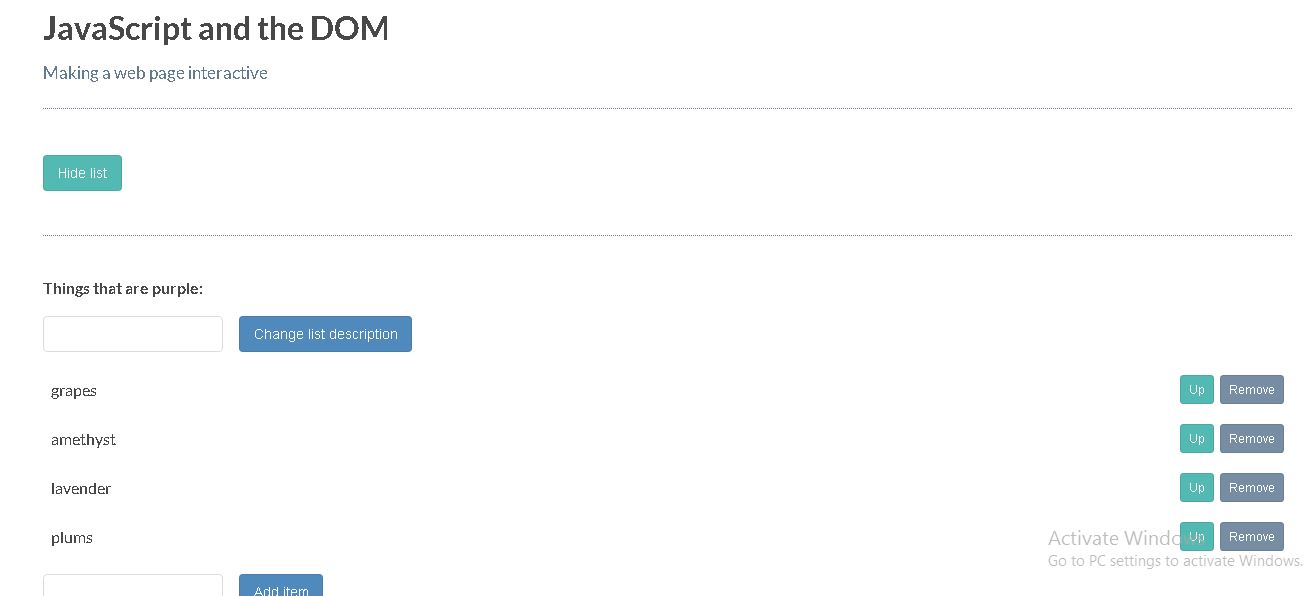 JavaScript and the DOM
Making a web page interactive
Hide list
Things that are purple:
Change list description
grapes Up Remove
amethyst Up Remove
lavender Up Remove
plums Up Remove
Activate Windows
Go to PC settings to activate Windows.
Add item